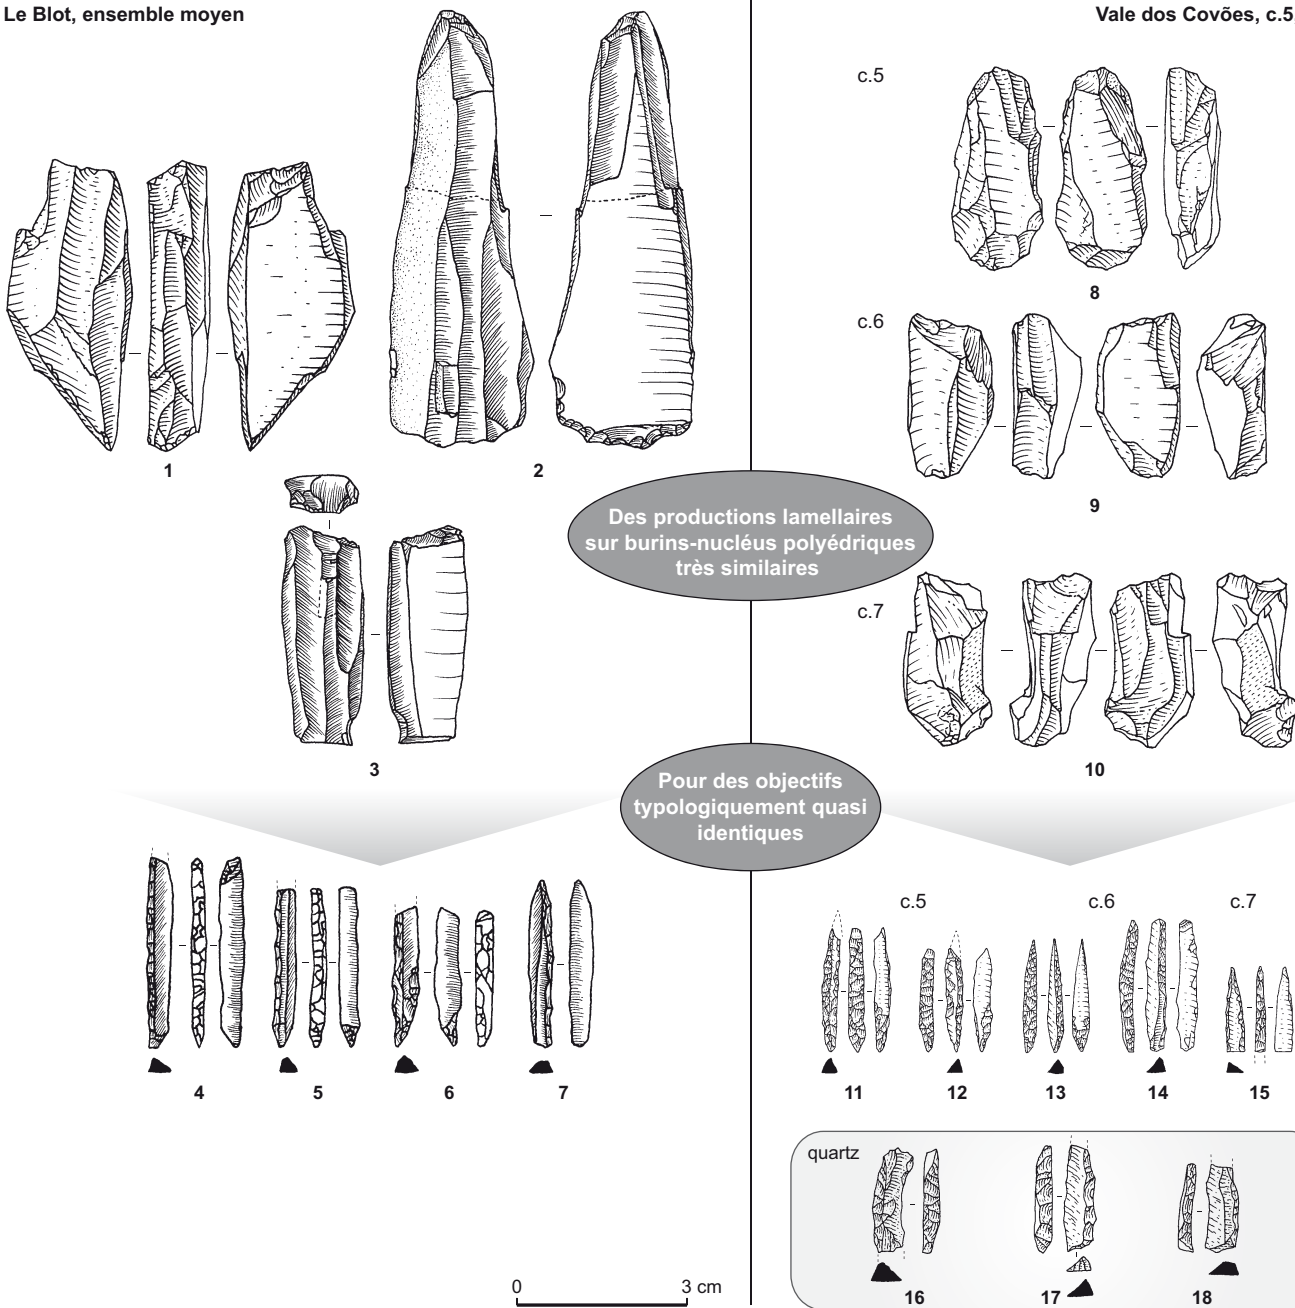 Le Blot, ensemble moyen
Vale dos Covões, c.5
c.5
8
c.6
1
2
9
Des productions lamellaires
sur burins-nucléus polyédriques
très similaires
c.7
3
10
Pour des objectifs
typologiquement quasi
identiques
c.5
c.6
c.7
4
5
6
7
11
12
13
14
15
quartz
16
17
18
0
3 cm